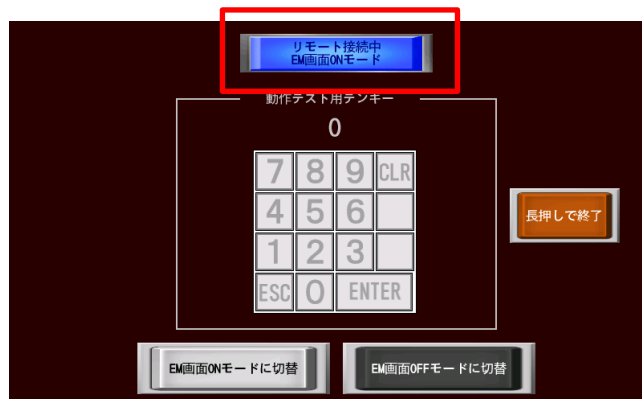 リモート接続中
EM画面ONモード
動作テスト用テンキー
0
7 8 9 CLR
4 5 6
1 2 3
ESC 0 ENTER
長押しで終了
EM画面ONモードに切替
EM画面OFFモードに切替